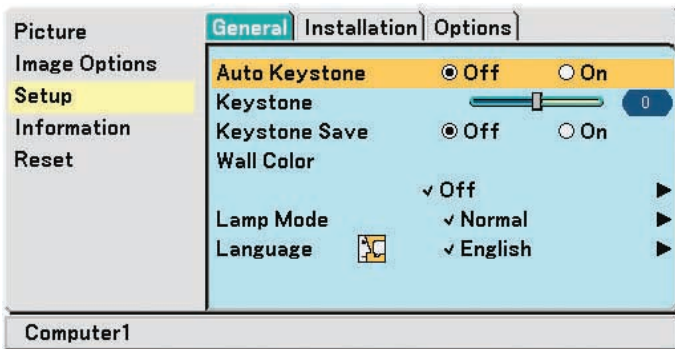 Picture
Image Options
Setup
Information
Reset
General Installation Options
Auto Keystone Off On
Keystone 0
Keystone Save Off On
Wall Color
Off
Lamp Mode Normal
Language English
Computer1